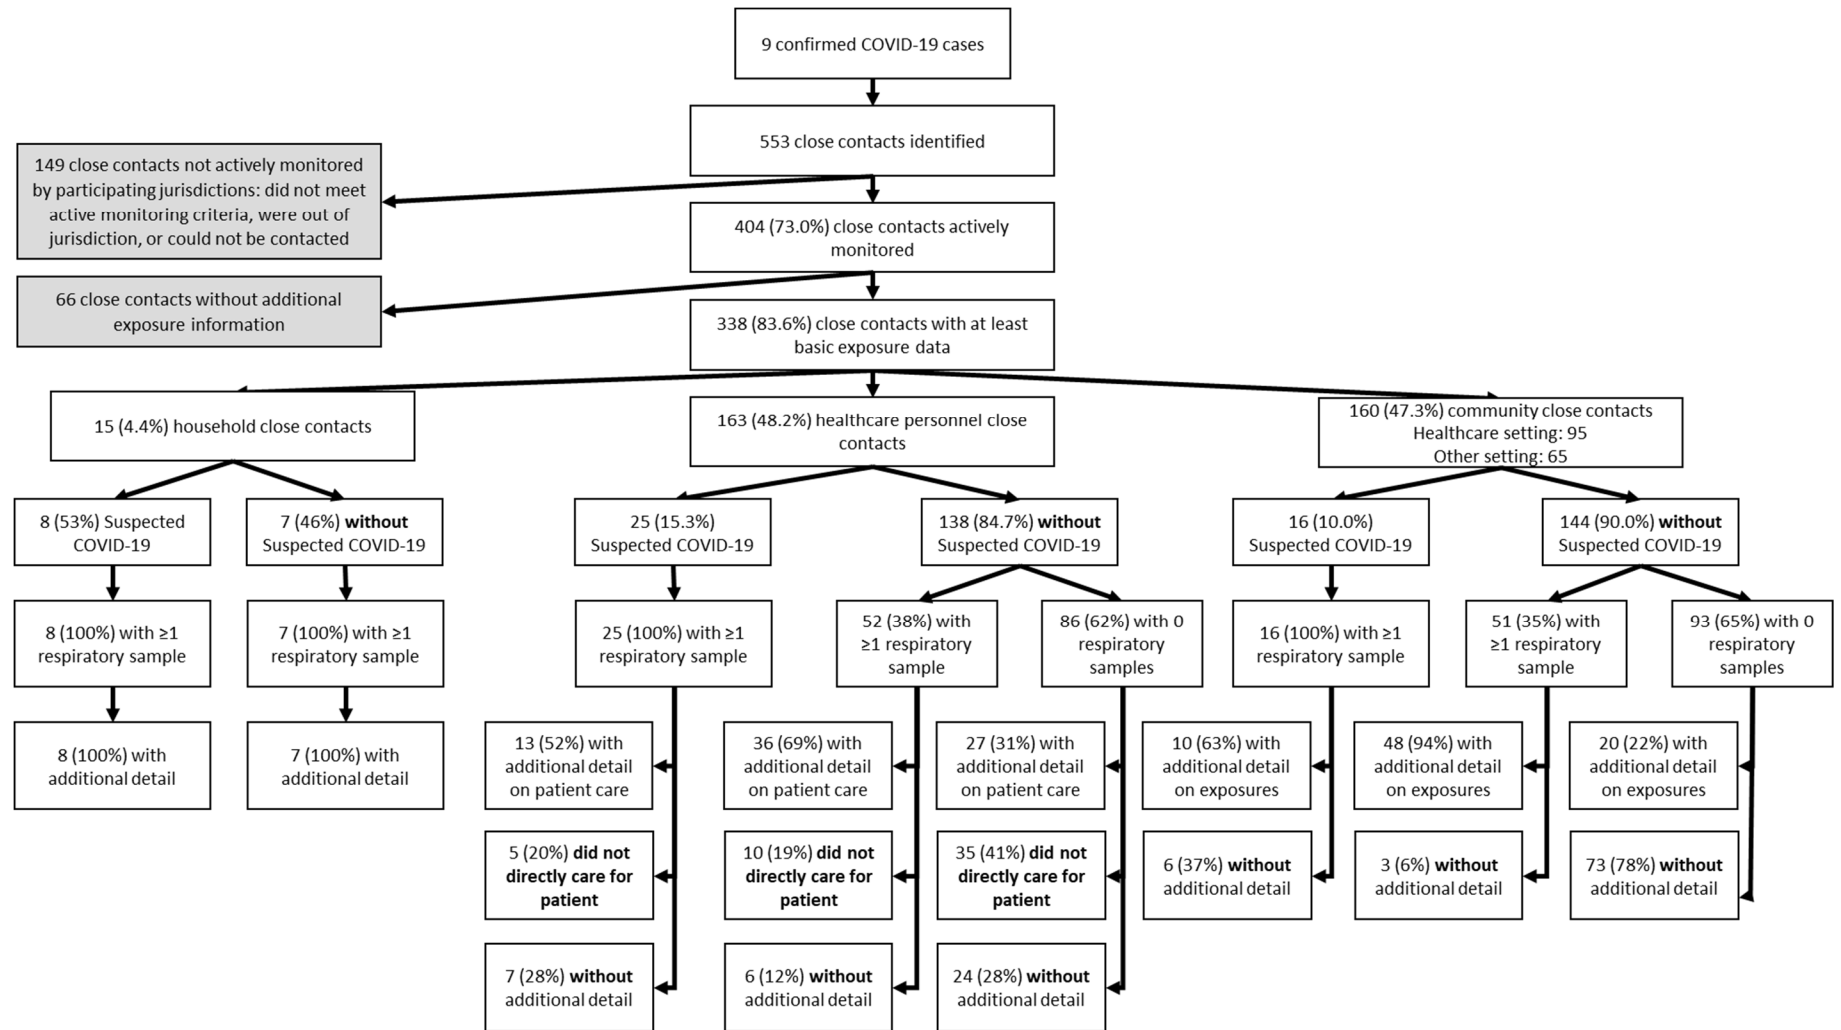 9 confirmed COVID-19 cases
553 close contacts identified
149 close contacts not actively monitored
by participating jurisdictions: did not meet
active monitoring criteria, were out of
jurisdiction, or could not be contacted
404 (73.0%) close contacts actively
monitored
66 close contacts without additional
exposure information
338 (83.6%) close contacts with at least
basic exposure data
15 (4.4%) household close contacts
163 (48.2%) healthcare personnel close
contacts
160 (47.3%) community close contacts
Healthcare setting: 95
Other setting: 65
8 (53%) Suspected
COVID-19
7 (46%) without
Suspected COVID-19
25 (15.3%)
Suspected COVID-19
138 (84.7%) without
Suspected COVID-19
16 (10.0%)
Suspected COVID-19
144 (90.0%) without
Suspected COVID-19
8 (100%) with ≥1
respiratory sample
7 (100%) with ≥1
respiratory sample
25 (100%) with ≥1
respiratory sample
52 (38%) with
≥1 respiratory
sample
86 (62%) with 0
respiratory
samples
16 (100%) with ≥1
respiratory sample
51 (35%) with
≥1 respiratory
sample
93 (65%) with 0
respiratory
samples
8 (100%) with
additional detail
7 (100%) with
additional detail
13 (52%) with
additional detail
on patient care
36 (69%) with
additional detail
on patient care
27 (31%) with
additional detail
on patient care
10 (63%) with
additional detail
on exposures
48 (94%) with
additional detail
on exposures
20 (22%) with
additional detail
on exposures
5 (20%) did not
directly care for
patient
10 (19%) did not
directly care for
patient
35 (41%) did not
directly care for
patient
6 (37%) without
additional detail
3 (6%) without
additional detail
73 (78%) without
additional detail
7 (28%) without
additional detail
6 (12%) without
additional detail
24 (28%) without
additional detail